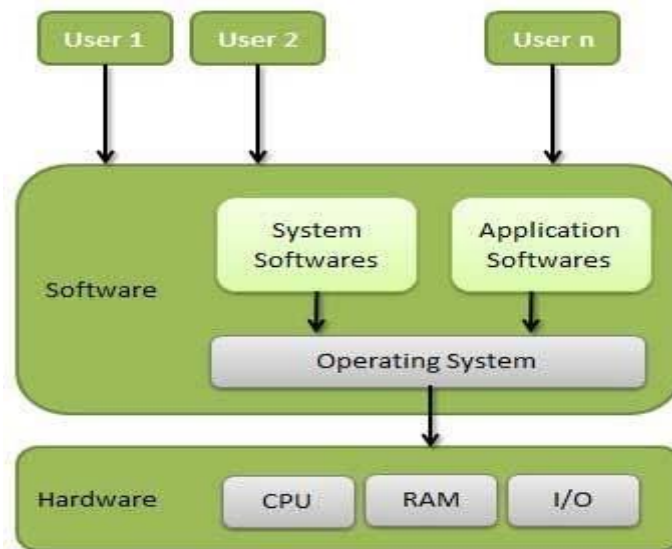 User 1
User 2
User n
System
Softwares
Application
Softwares
Software
Operating System
Hardware
CPU
RAM
I/O